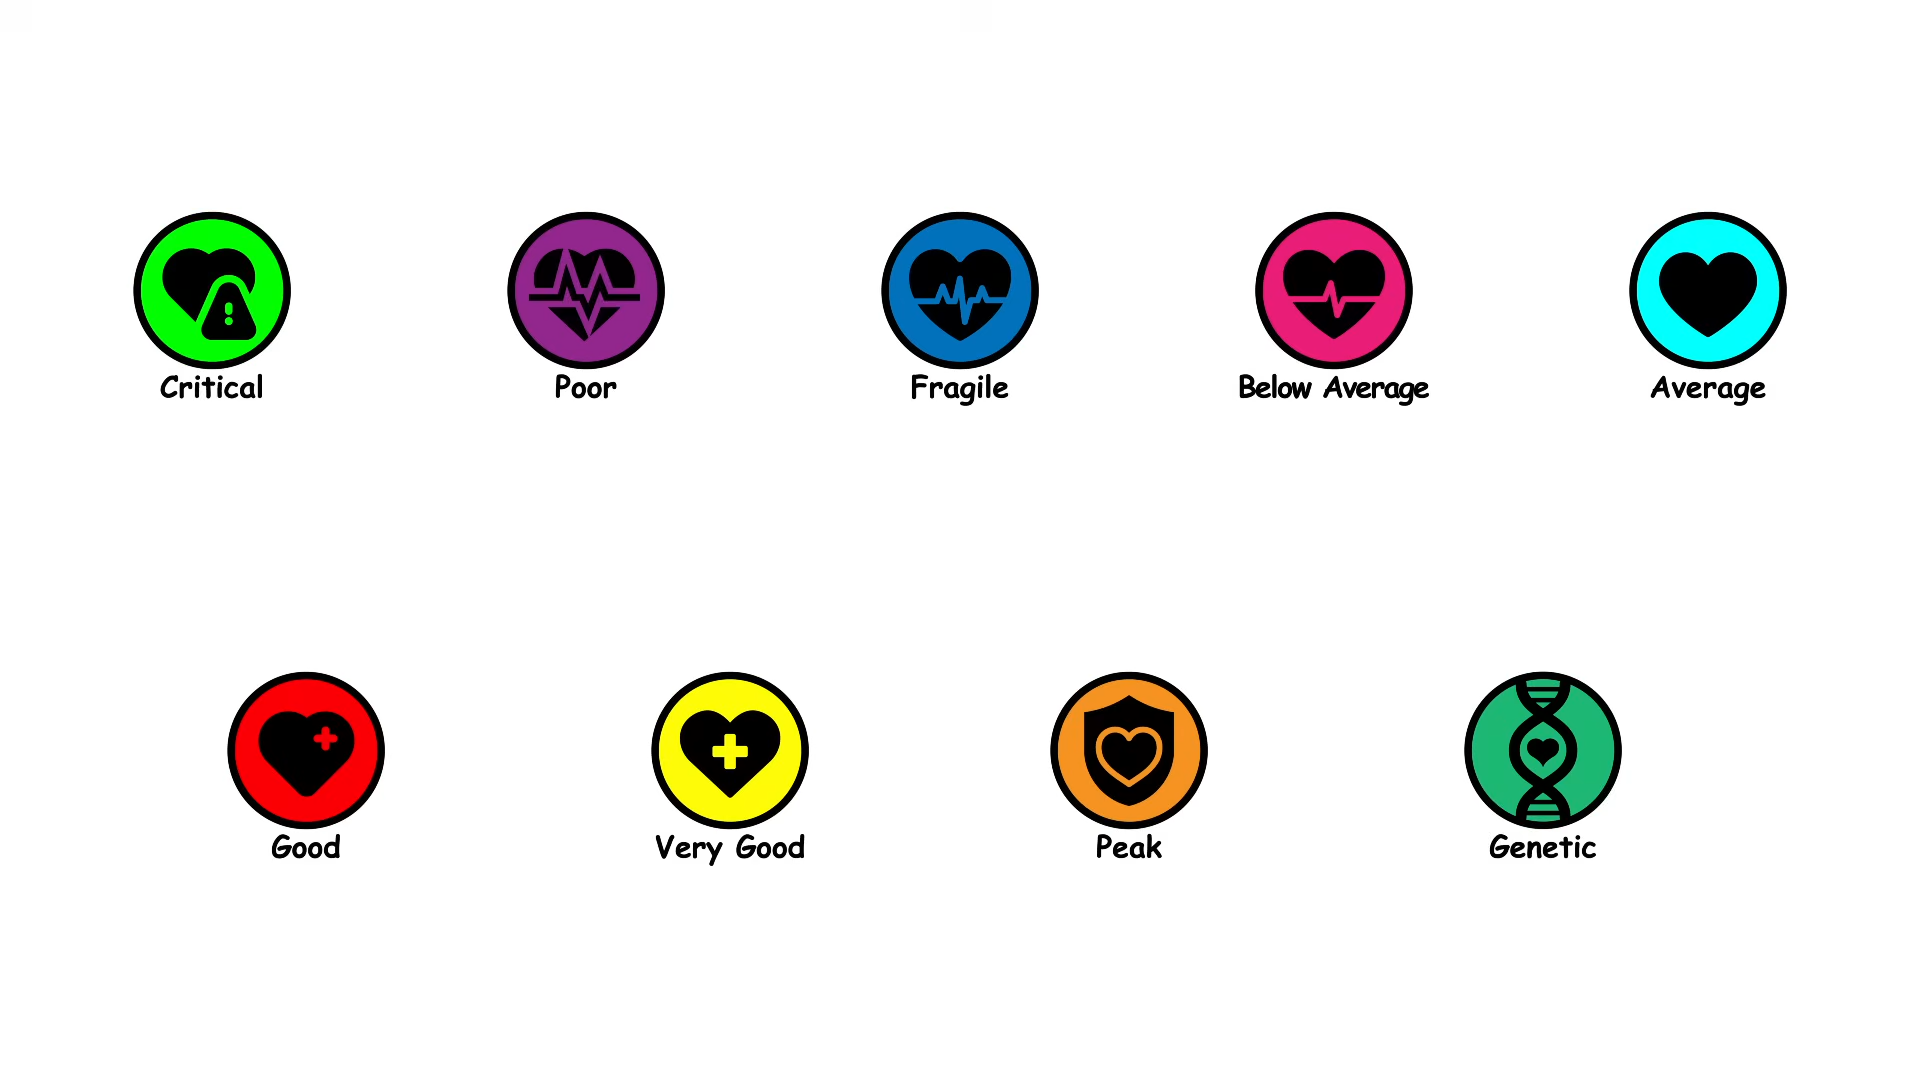 Critical
Poor
Fragile
Below Average
Average
Good
Very Good
Peak
Genetic